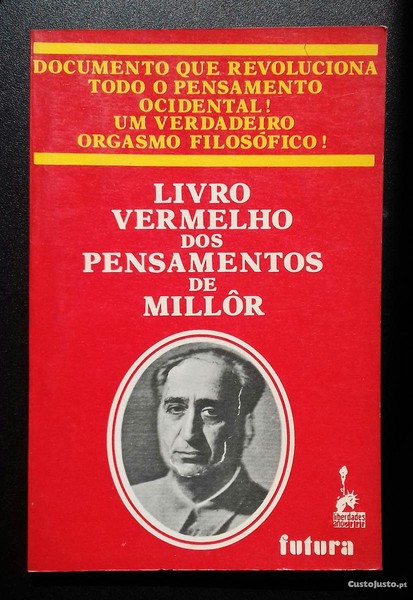 DOCUMENTO QUE REVOLUCIONA
TODO O PENSAMENTO
OCIDENTAL!
UM VERDADEIRO
ORGASMO FILOSÓFICO!
LIVRO
VERMELHO
DOS
PENSAMENTOS
DE
MILLÔR
liberdades
futura
CustoJusto.pt